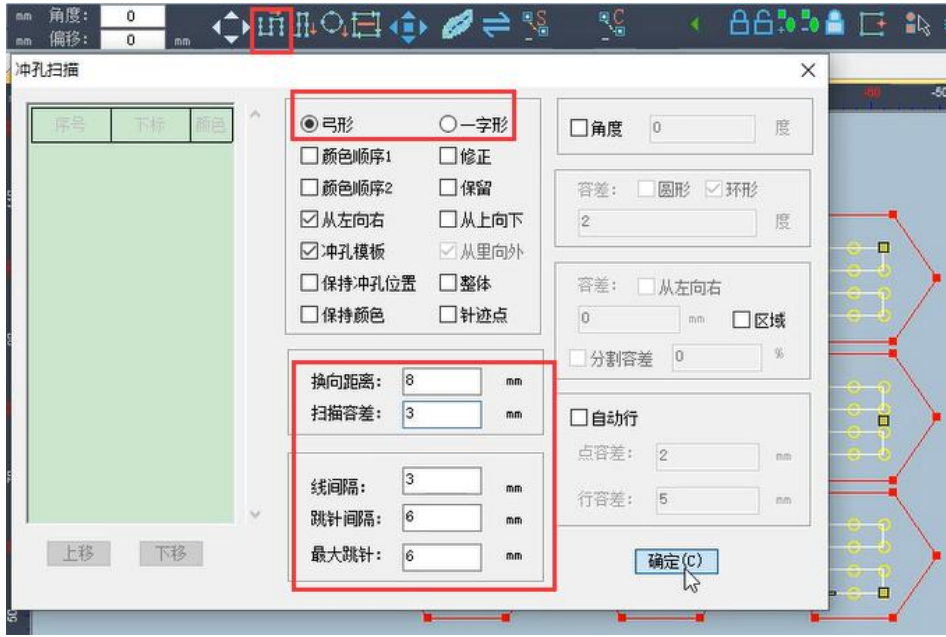 mm 角度: 0
mm 偏移: 0 mm
S
C
冲孔扫描
-60
-50
序号 下标 颜色
弓形 一字形
颜色顺序1 修正
颜色顺序2 保留
从左向右 从上向下
冲孔模板 从里向外
保持冲孔位置 整体
保持颜色 针迹点
换向距离: 8 mm
扫描容差: 3 mm
线间隔: 3 mm
跳针间隔: 6 mm
最大跳针: 6 mm
上移 下移
角度 0 度
容差: 圆形 环形
2 度
容差: 从左向右
0 mm 区域
分割容差 0 %
自动行
点容差: 2 mm
行容差: 5 mm
确定(C)